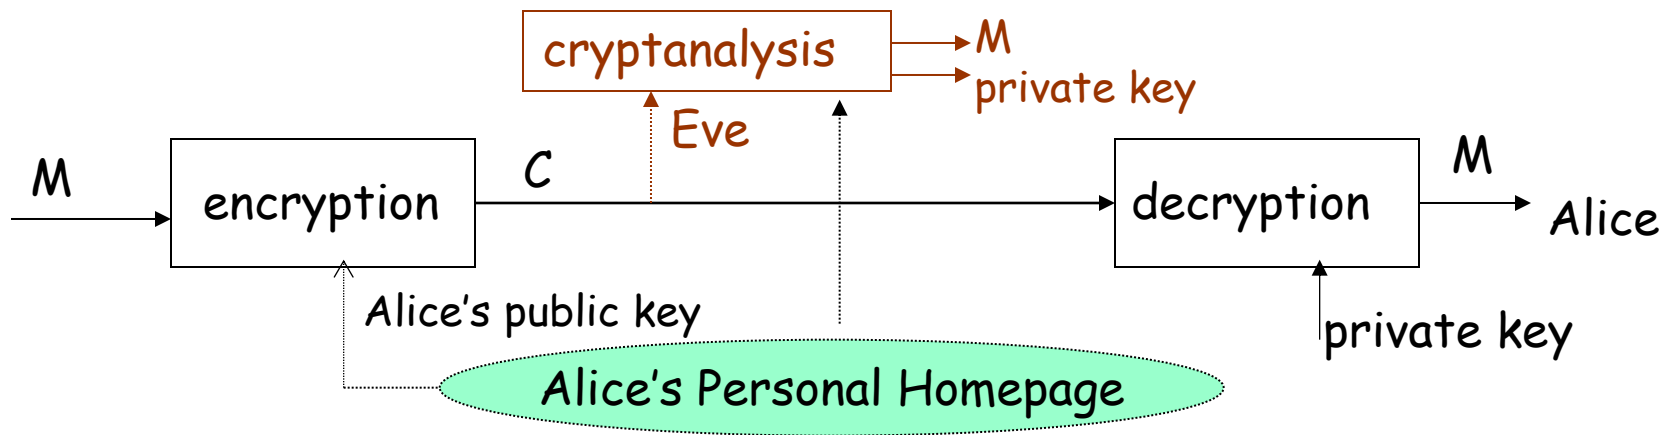 cryptanalysis
M
private key
Eve
M
encryption
C
decryption
M
Alice
Alice's public key
private key
Alice's Personal Homepage